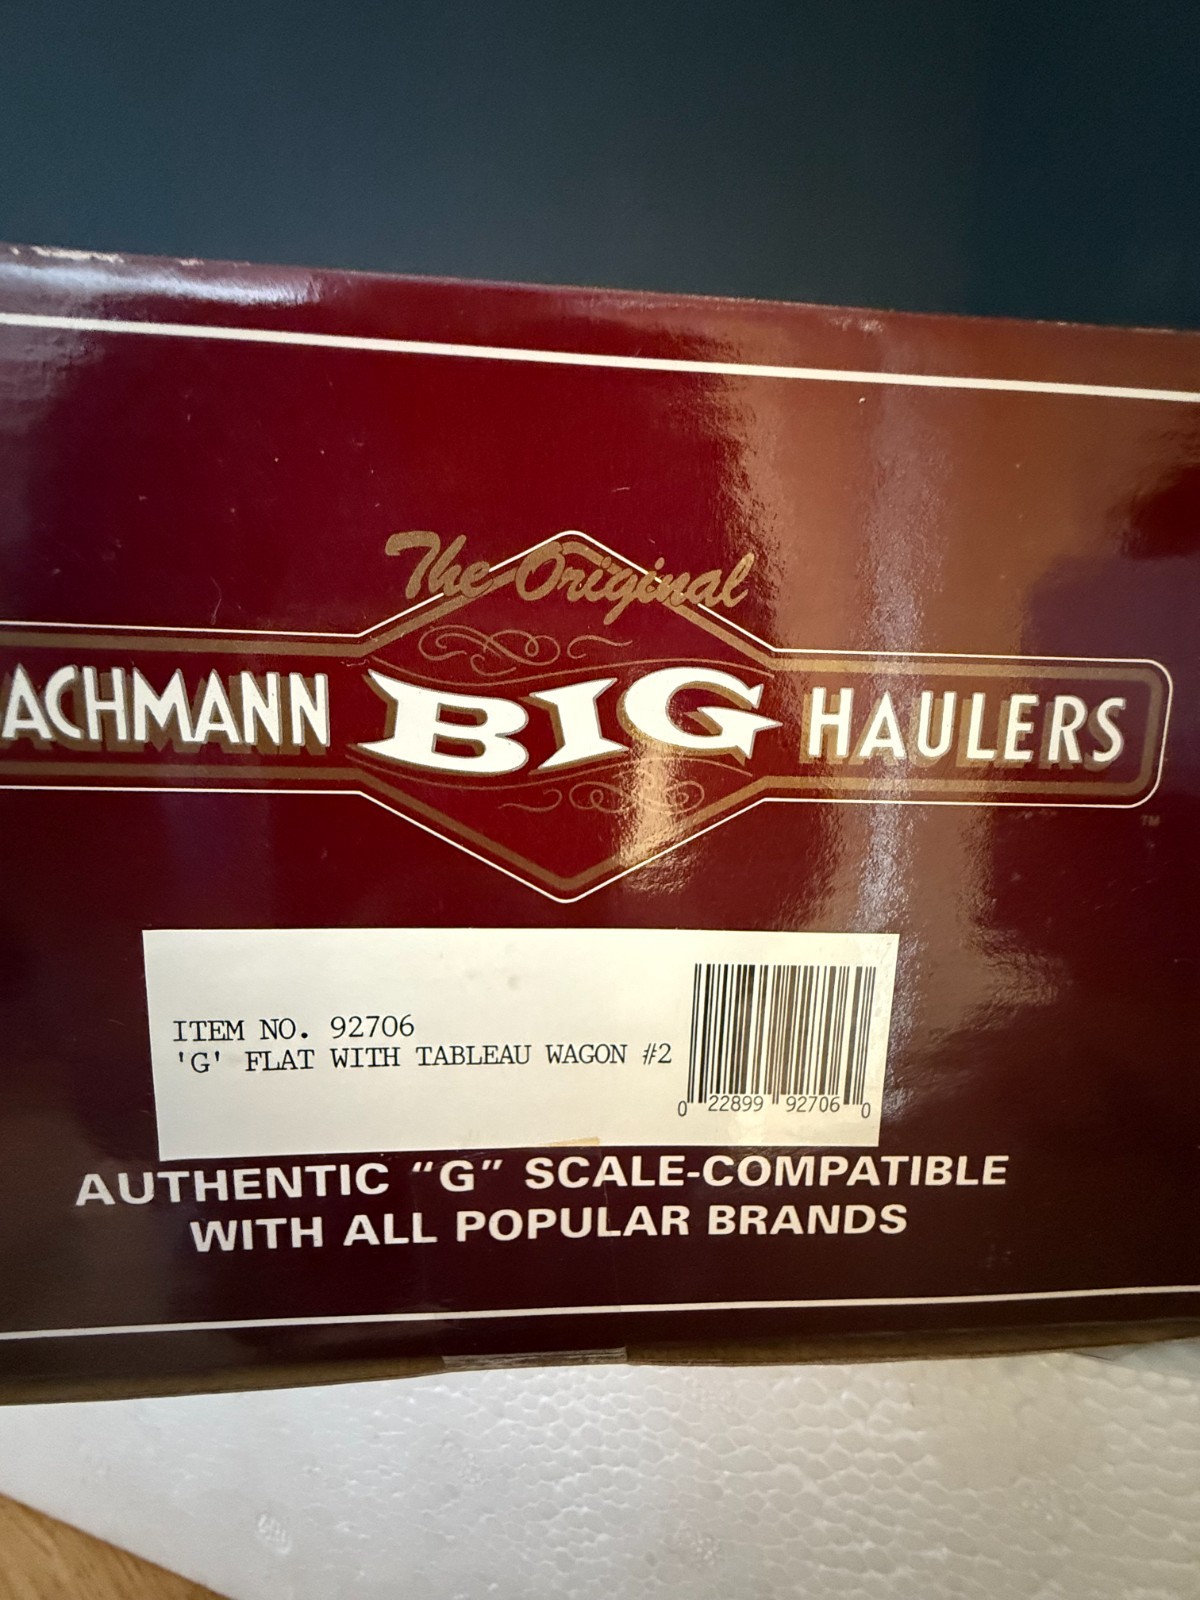 The Original
ACHMANN BIG HAULERS
TM
ITEM NO. 92706
'G' FLAT WITH TABLEAU WAGON #2
0 22899 92706 0
AUTHENTIC "G" SCALE-COMPATIBLE
WITH ALL POPULAR BRANDS